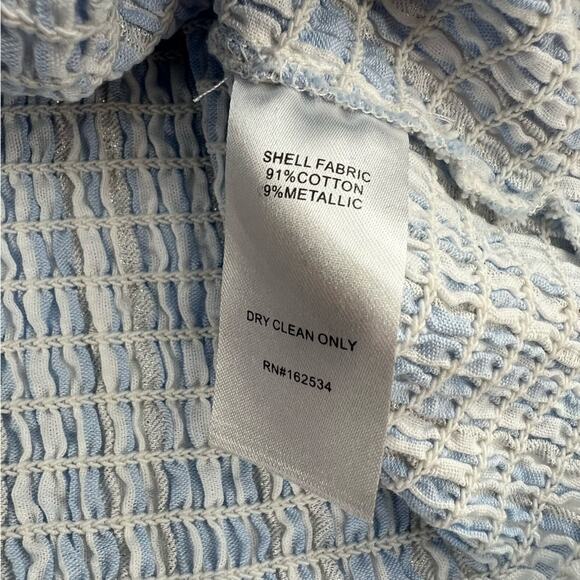 SHELL FABRIC
91%COTTON
9%METALLIC
DRY CLEAN ONLY
RN#162534